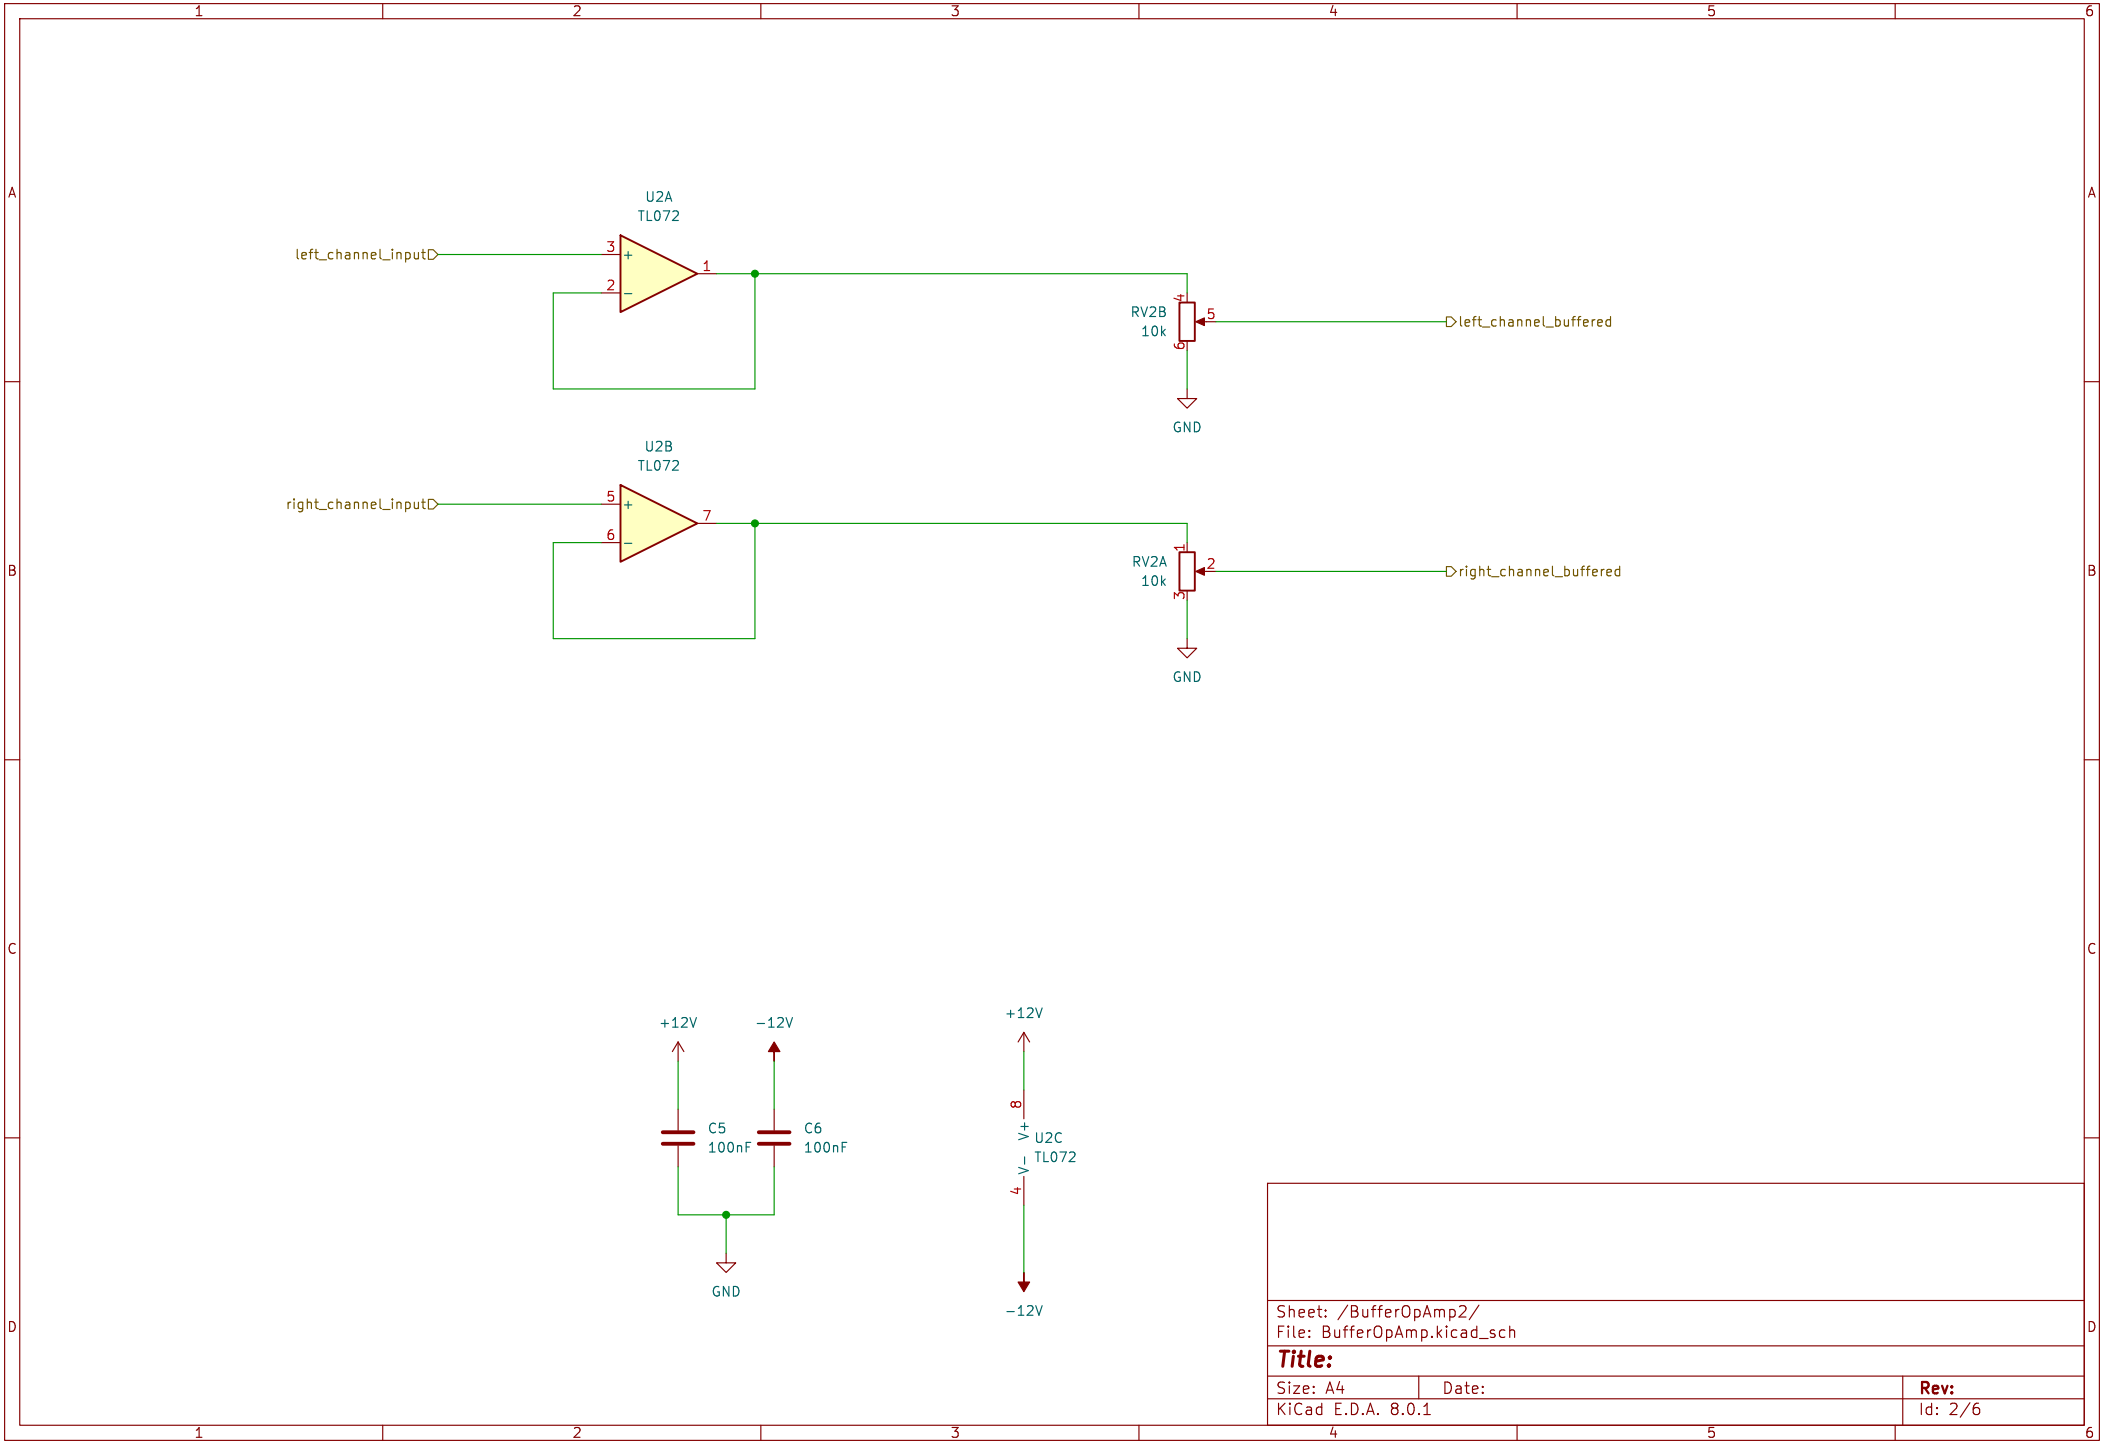 1 2 3 4 5 6
A A
U2A
TL072
left_channel_input
3
+
1
2
−
4
RV2B
10k
5
left_channel_buffered
6
GND
U2B
TL072
right_channel_input
5
+
7
6
−
B B
1
RV2A
10k
2
right_channel_buffered
3
GND
C C
+12V -12V +12V
8
V+
C5
100nF
C6
100nF
U2C
TL072
V-
4
GND
-12V
Sheet: /BufferOpAmp2/
File: BufferOpAmp.kicad_sch
D D
Title:
Size: A4 Date: Rev:
KiCad E.D.A. 8.0.1 Id: 2/6
1 2 3 4 5 6